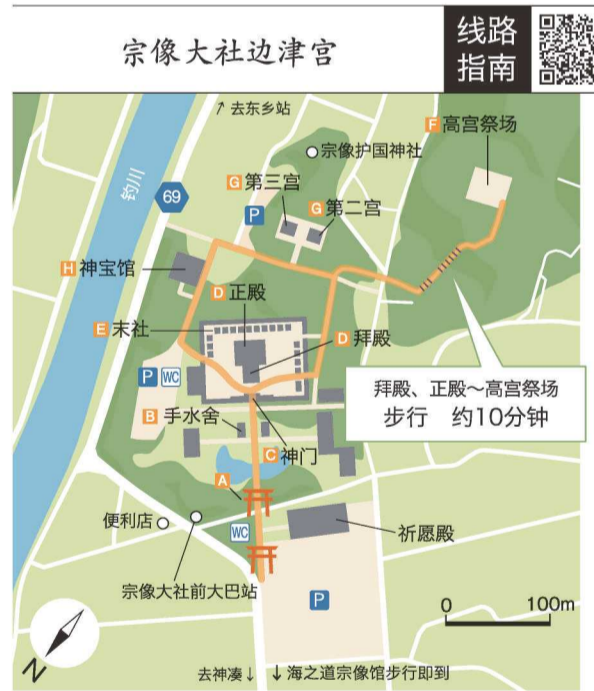 宗像大社边津宫
线路
指南
↗去东乡站
F 高宫祭场
宗像护国神社
钓川
69
G 第三宫
P
G 第二宫
H 神宝馆
D 正殿
E 末社
D 拜殿
P WC
拜殿、正殿～高宫祭场
步行 约10分钟
B 手水舍
C 神门
A
便利店
WC
祈愿殿
宗像大社前大巴站
P
0 100m
N
去神凑↓ ↓海之道宗像馆步行即到